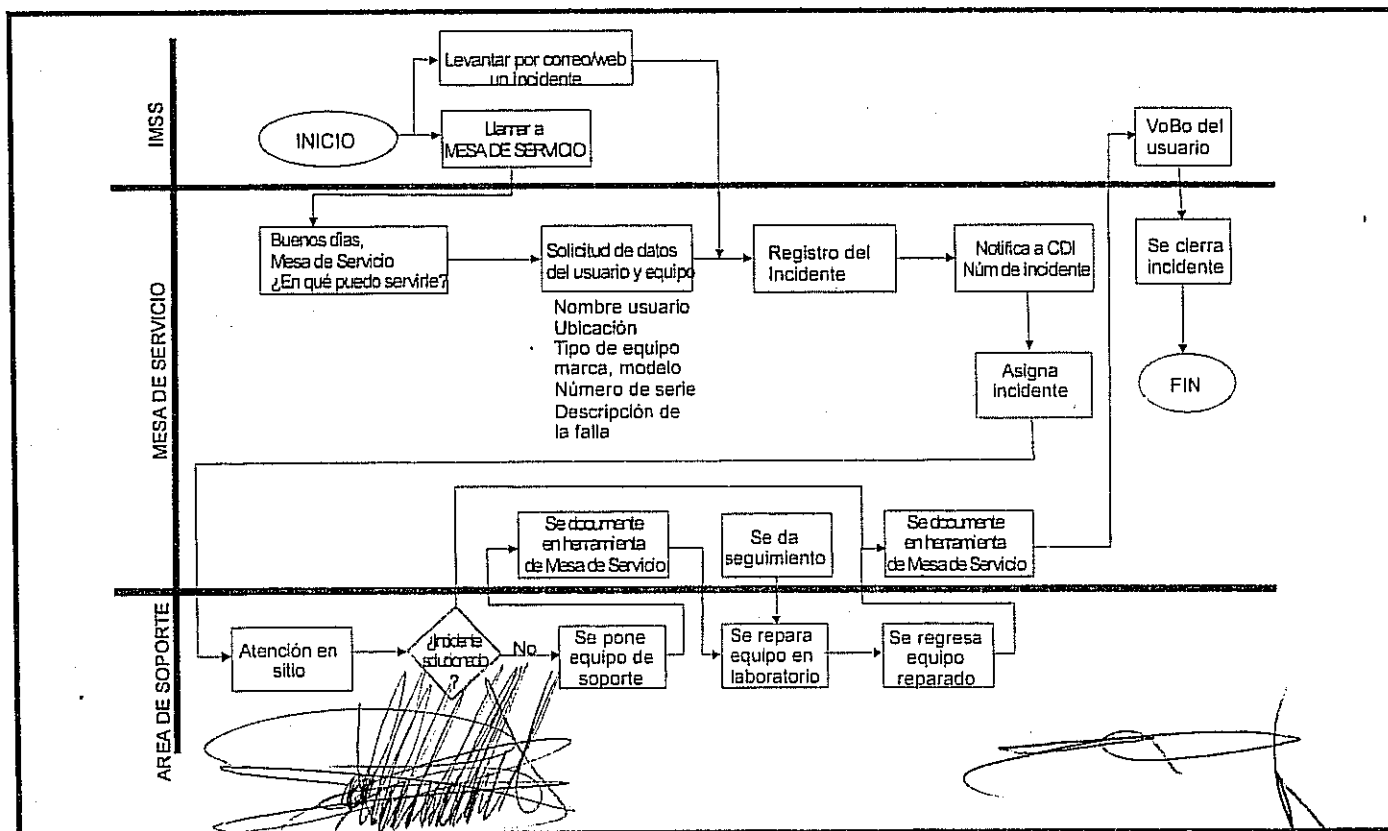 IMSS
Levantar por correo/web
un incidente
INICIO
Llamar a
MESA DE SERVICIO
VoBo del
usuario
MESA DE SERVICIO
Buenos días,
Mesa de Servicio
¿En qué puedo servirle?
Solicitud de datos
del usuario y equipo
Nombre usuario
Ubicación
Tipo de equipo
marca, modelo
Número de serie
Descripción de
la falla
Registro del
Incidente
Notifica a CDI
Núm de incidente
Asigna
incidente
Se cierra
incidente
FIN
Se documente
en herramienta
de Mesa de Servicio
Se da
seguimiento
Se documente
en herramienta
de Mesa de Servicio
AREA DE SOPORTE
Atención en
sitio
¿Incidente
solucionado
?
No
Se pone
equipo de
soporte
Se repara
equipo en
laboratorio
Se regresa
equipo
reparado